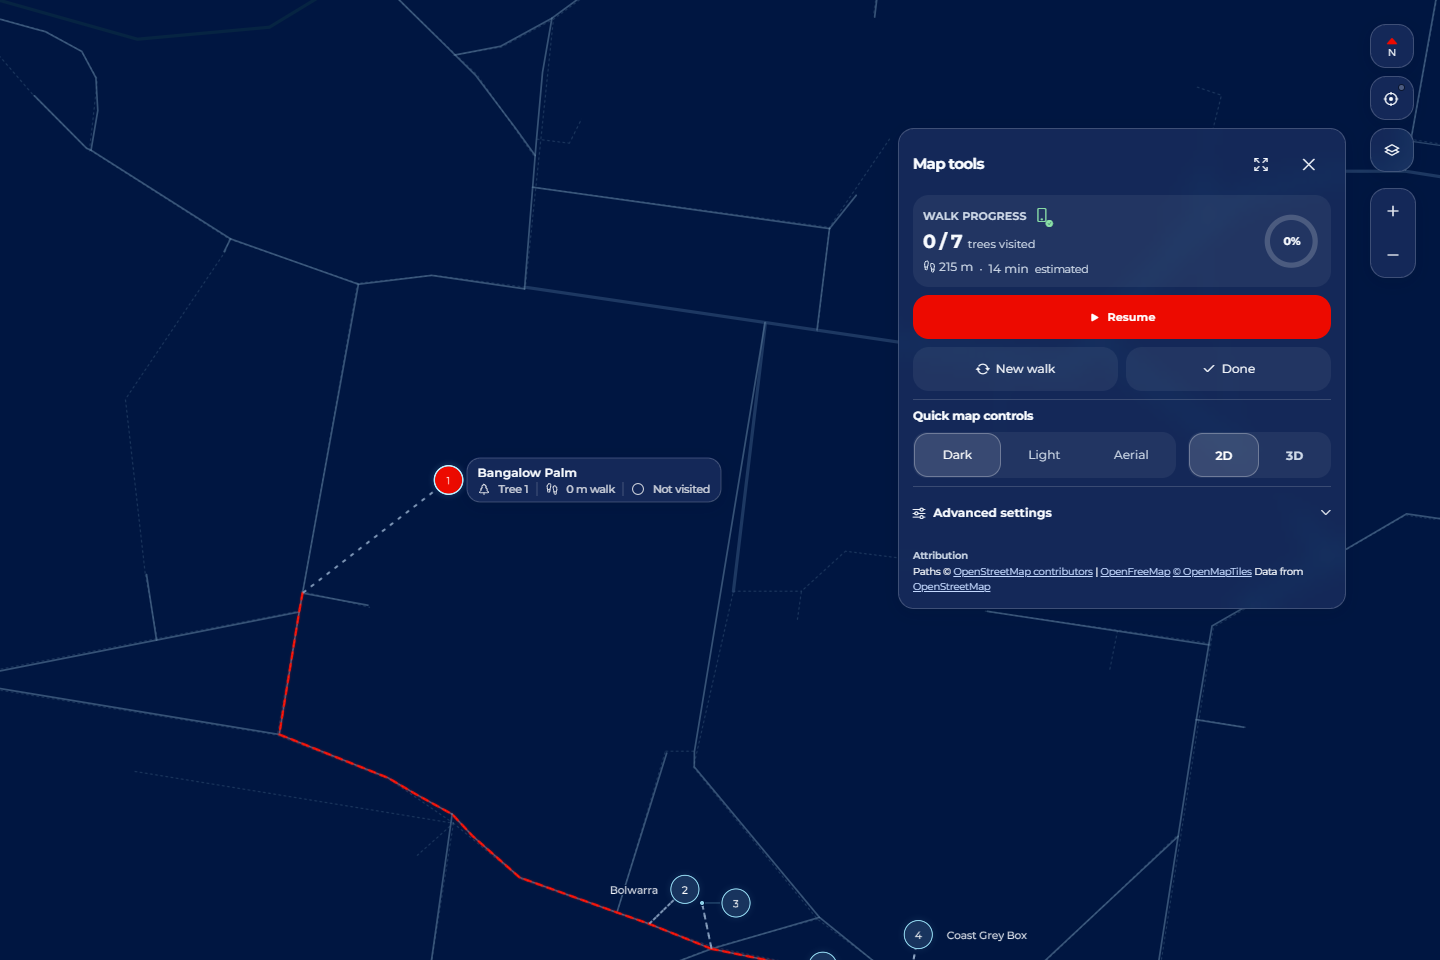 N
Map tools
WALK PROGRESS
0 / 7 trees visited
0%
215 m · 14 min estimated
Resume
New walk
Done
Quick map controls
Dark
Light
Aerial
2D
3D
Advanced settings
Attribution
Paths © OpenStreetMap contributors | OpenFreeMap © OpenMapTiles Data from
OpenStreetMap
1
Bangalow Palm
Tree 1 | 0 m walk | Not visited
Bolwarra
2
3
4
Coast Grey Box